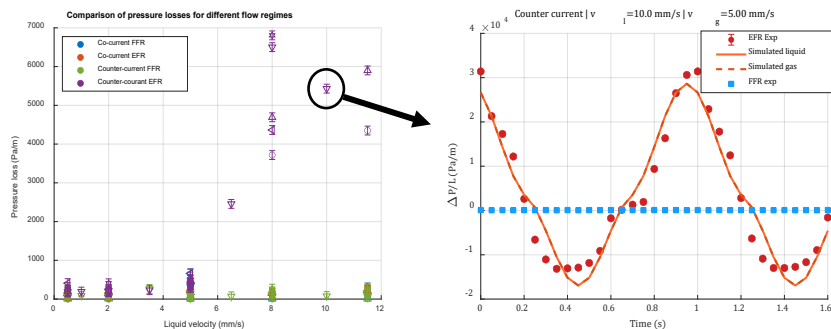 Comparison of pressure losses for different flow regimes
7000
6000
5000
4000
3000
2000
1000
0
Pressure loss (Pa/m)
Co-current FFR
Co-current EFR
Counter-current FFR
Counter-courant EFR
0 2 4 6 8 10 12
Liquid velocity (mm/s)
× 10 4
Counter current | v l =10.0 mm/s | v g =5.00 mm/s
5
4
3
2
1
0
-1
-2
Δ P/L (Pa/m)
EFR Exp
Simulated liquid
Simulated gas
FFR exp
0 0.2 0.4 0.6 0.8 1 1.2 1.4 1.6
Time (s)